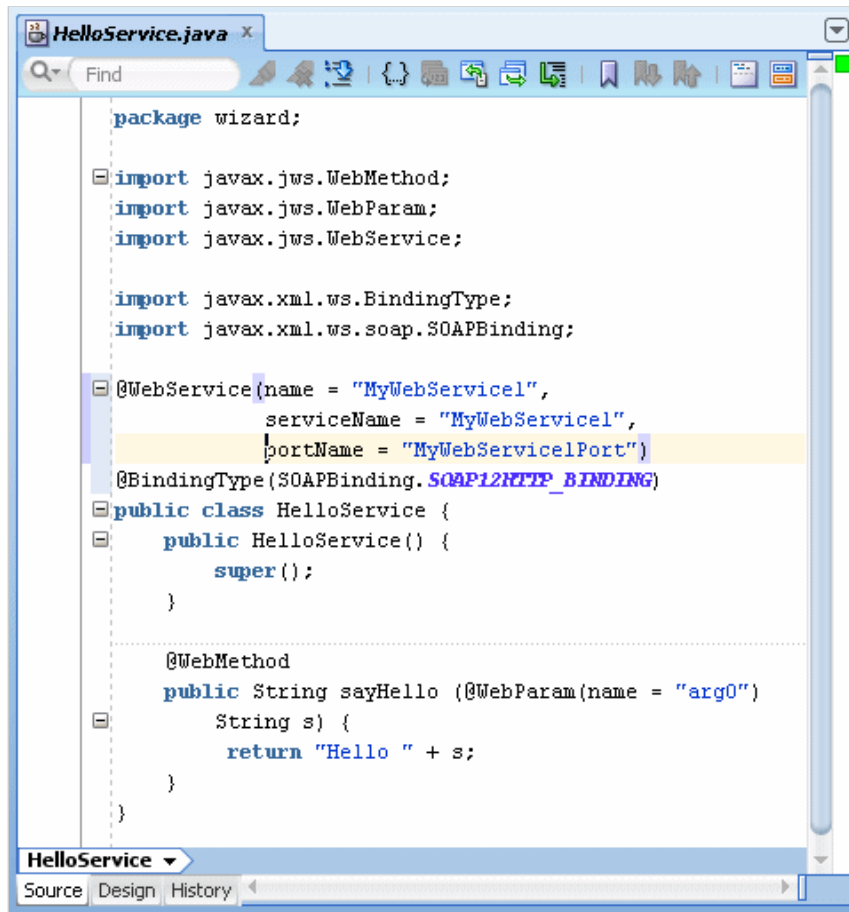 HelloService.java x
Find
package wizard;
import javax.jws.WebMethod;
import javax.jws.WebParam;
import javax.jws.WebService;
import javax.xml.ws.BindingType;
import javax.xml.ws.soap.SOAPBinding;
@WebService(name = "MyWebService1",
serviceName = "MyWebService1",
portName = "MyWebService1Port")
@BindingType(SOAPBinding.SOAP12HTTP_BINDING)
public class HelloService {
public HelloService() {
super();
}
@WebMethod
public String sayHello (@WebParam(name = "arg0")
String s) {
return "Hello " + s;
}
}
HelloService
Source Design History